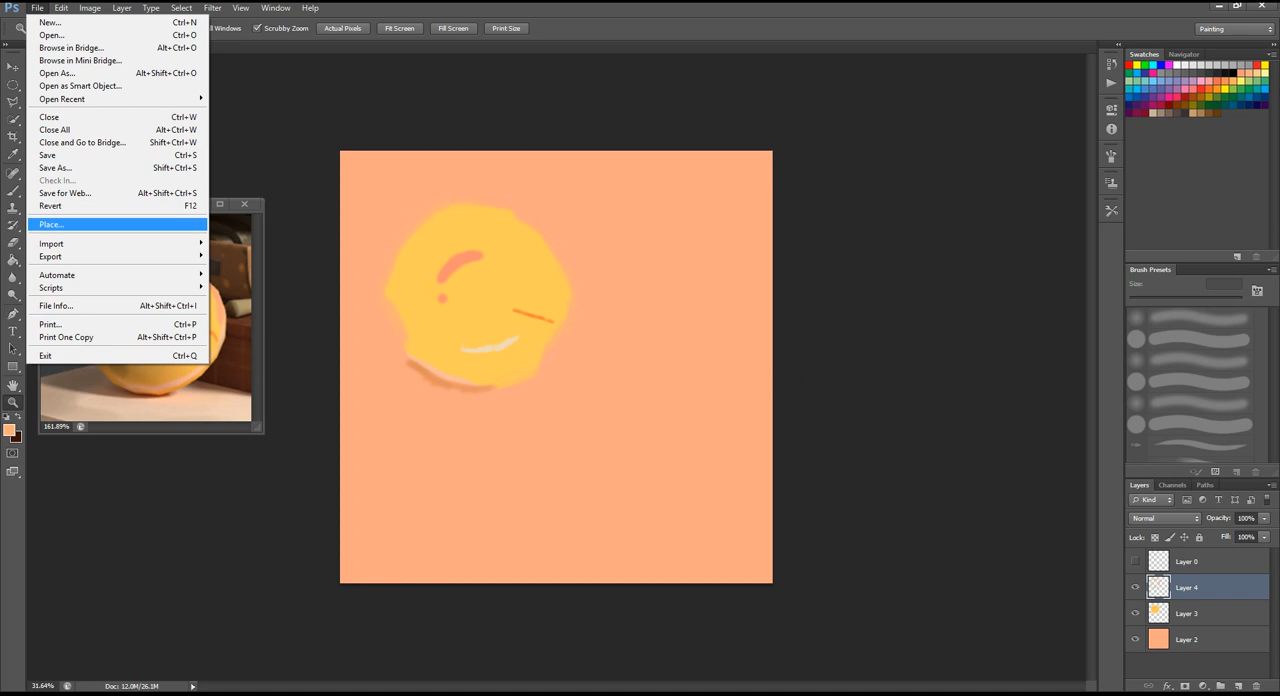 Ps File Edit Image Layer Type Select Filter View Window Help
All Windows Scrubby Zoom Actual Pixels Fit Screen Fill Screen Print Size Painting
New... Ctrl+N
Open... Ctrl+O
Browse in Bridge... Alt+Ctrl+O
Browse in Mini Bridge...
Open As... Alt+Shift+Ctrl+O
Open as Smart Object...
Open Recent
Close Ctrl+W
Close All Alt+Ctrl+W
Close and Go to Bridge... Shift+Ctrl+W
Save Ctrl+S
Save As... Shift+Ctrl+S
Check In...
Save for Web... Alt+Shift+Ctrl+S
Revert F12
Place...
Import
Export
Automate
Scripts
File Info... Alt+Shift+Ctrl+I
Print... Ctrl+P
Print One Copy Alt+Shift+Ctrl+P
Exit Ctrl+Q
161.89%
Swatches Navigator
Brush Presets
Size:
Layers Channels Paths
Kind
Normal Opacity: 100%
Lock: Fill: 100%
Layer 0
Layer 4
Layer 3
Layer 2
31.64% Doc: 12.0M/26.1M